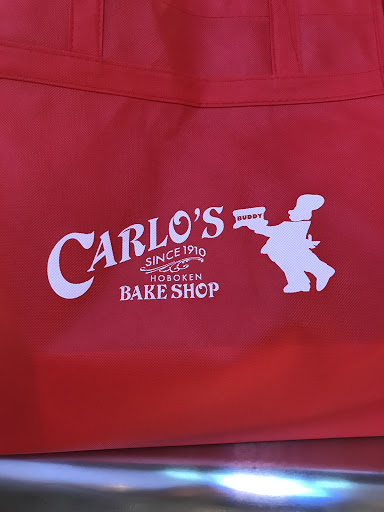 CARLO'S
SINCE 1910
HOBOKEN
BAKE SHOP
BUDDY